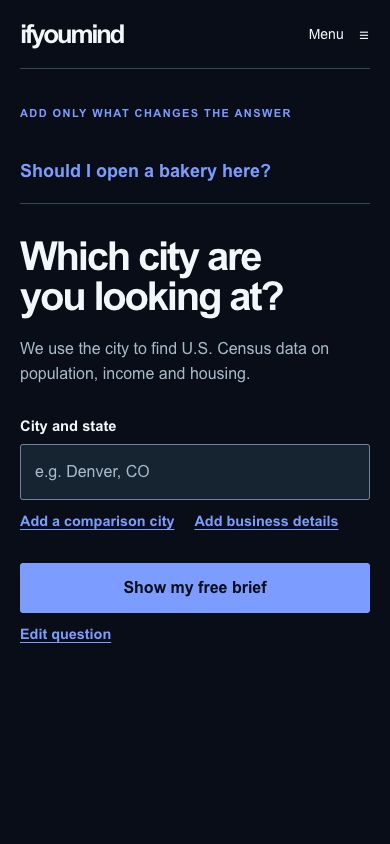 ifyoumind
Menu ≡
ADD ONLY WHAT CHANGES THE ANSWER
Should I open a bakery here?
Which city are
you looking at?
We use the city to find U.S. Census data on
population, income and housing.
City and state
e.g. Denver, CO
Add a comparison city Add business details
Show my free brief
Edit question